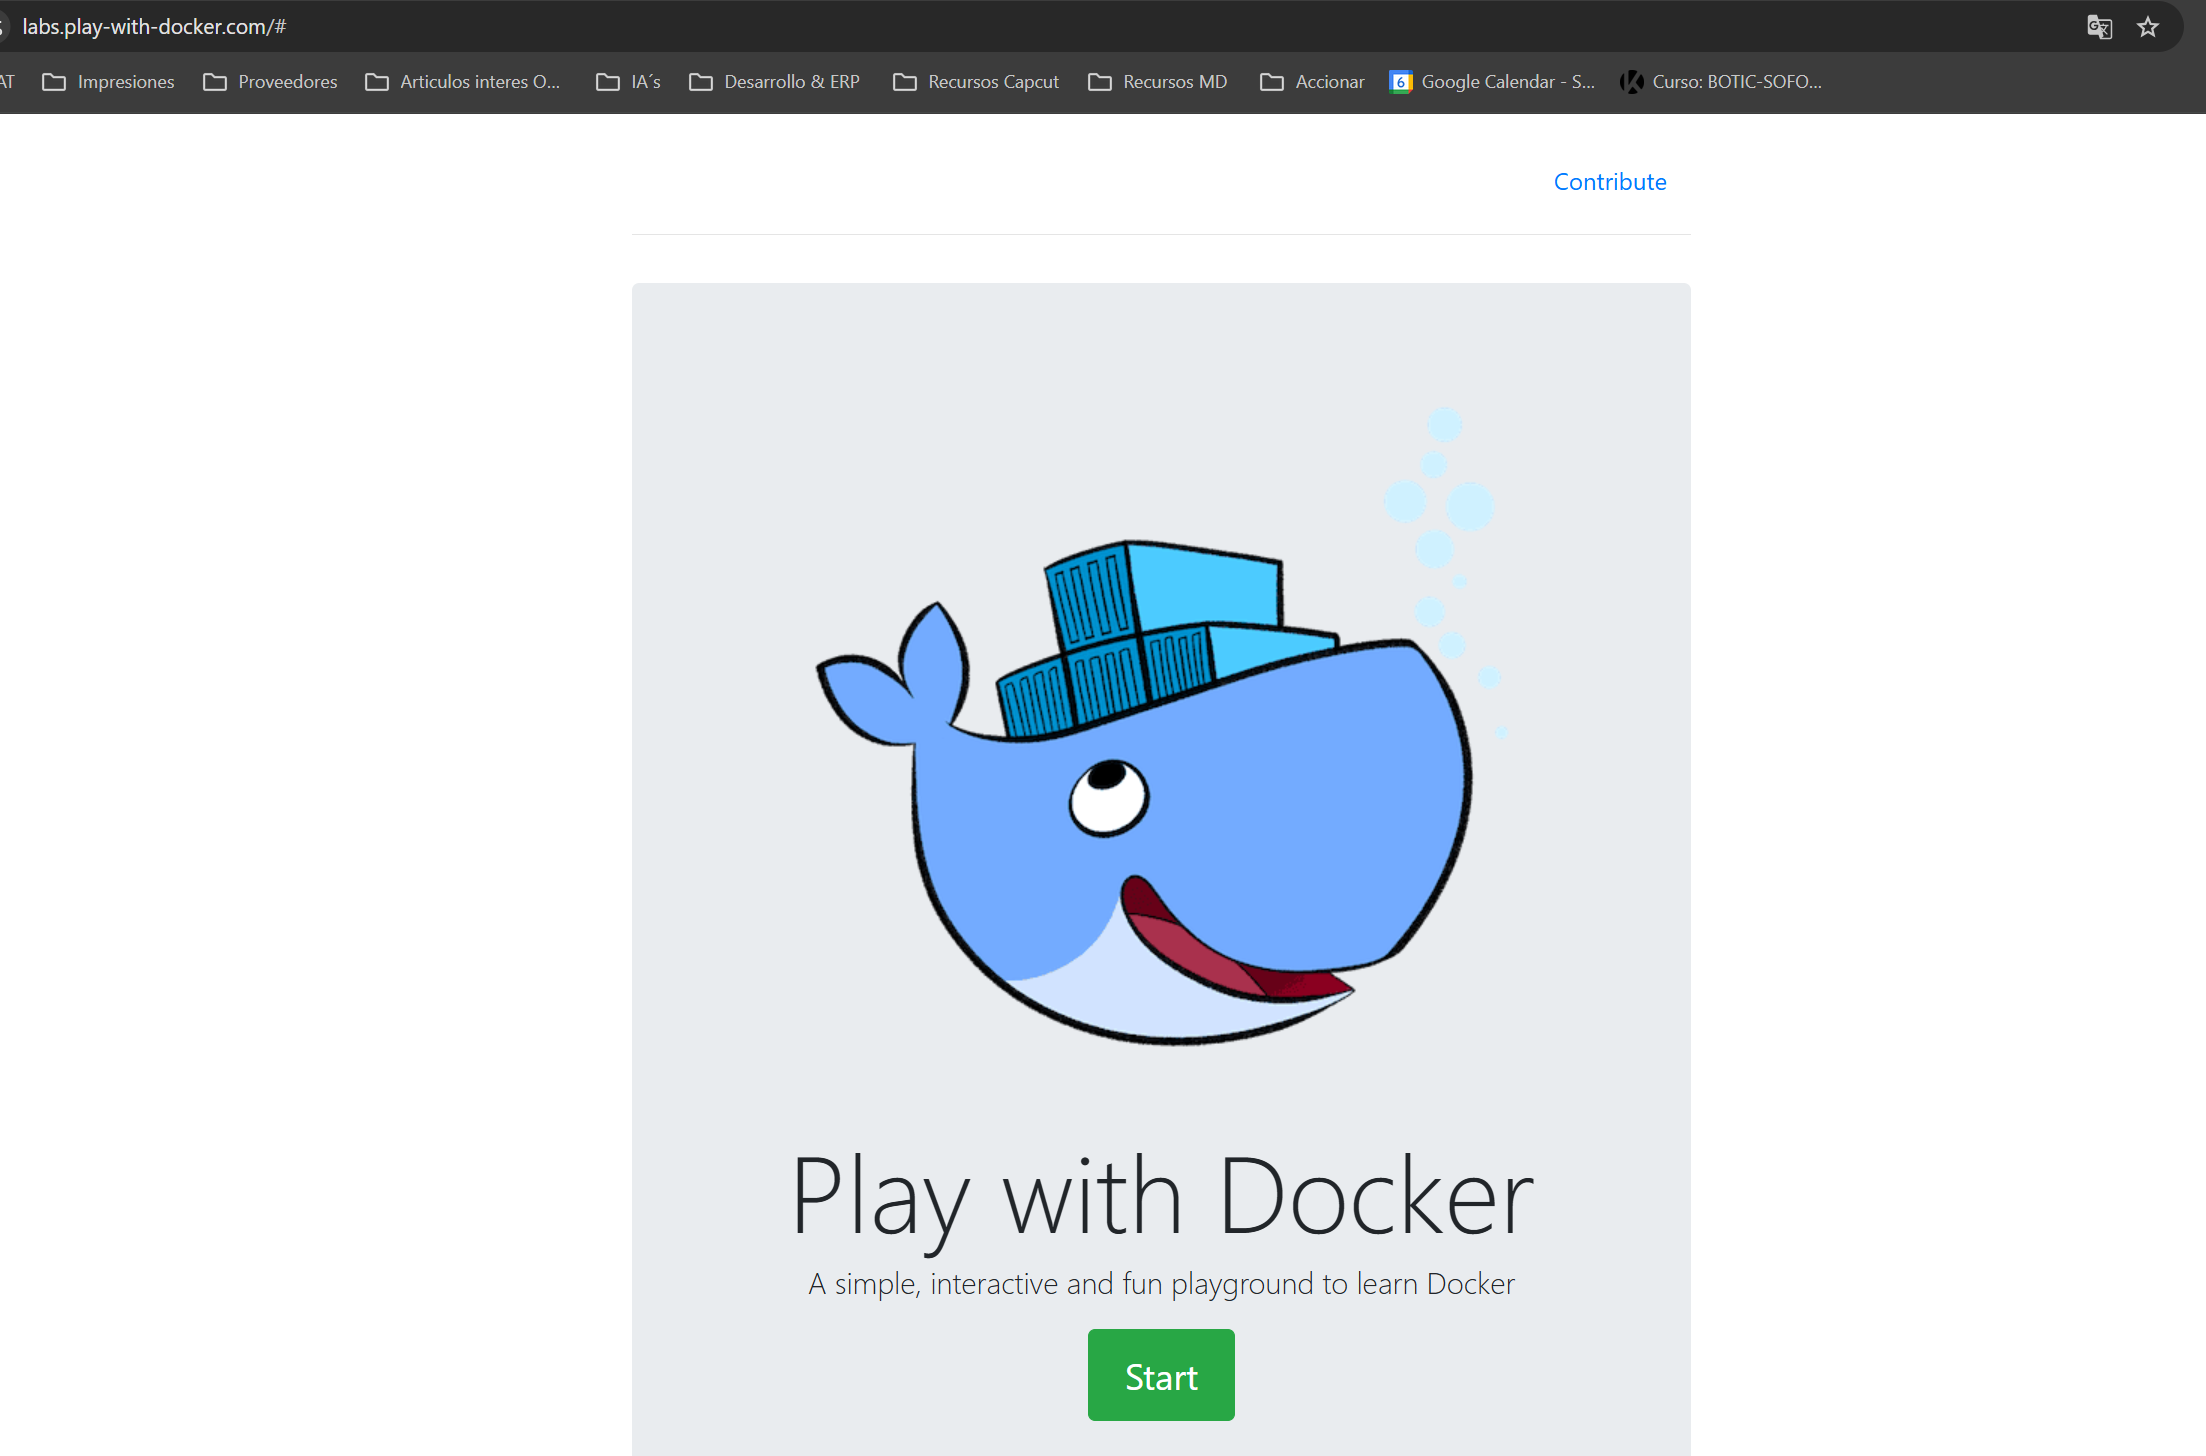 labs.play-with-docker.com/#
AT Impresiones Proveedores Articulos interes O... IA´s Desarrollo & ERP Recursos Capcut Recursos MD Accionar 6 Google Calendar - S... Curso: BOTIC-SOFO...
Contribute
Play with Docker
A simple, interactive and fun playground to learn Docker
Start